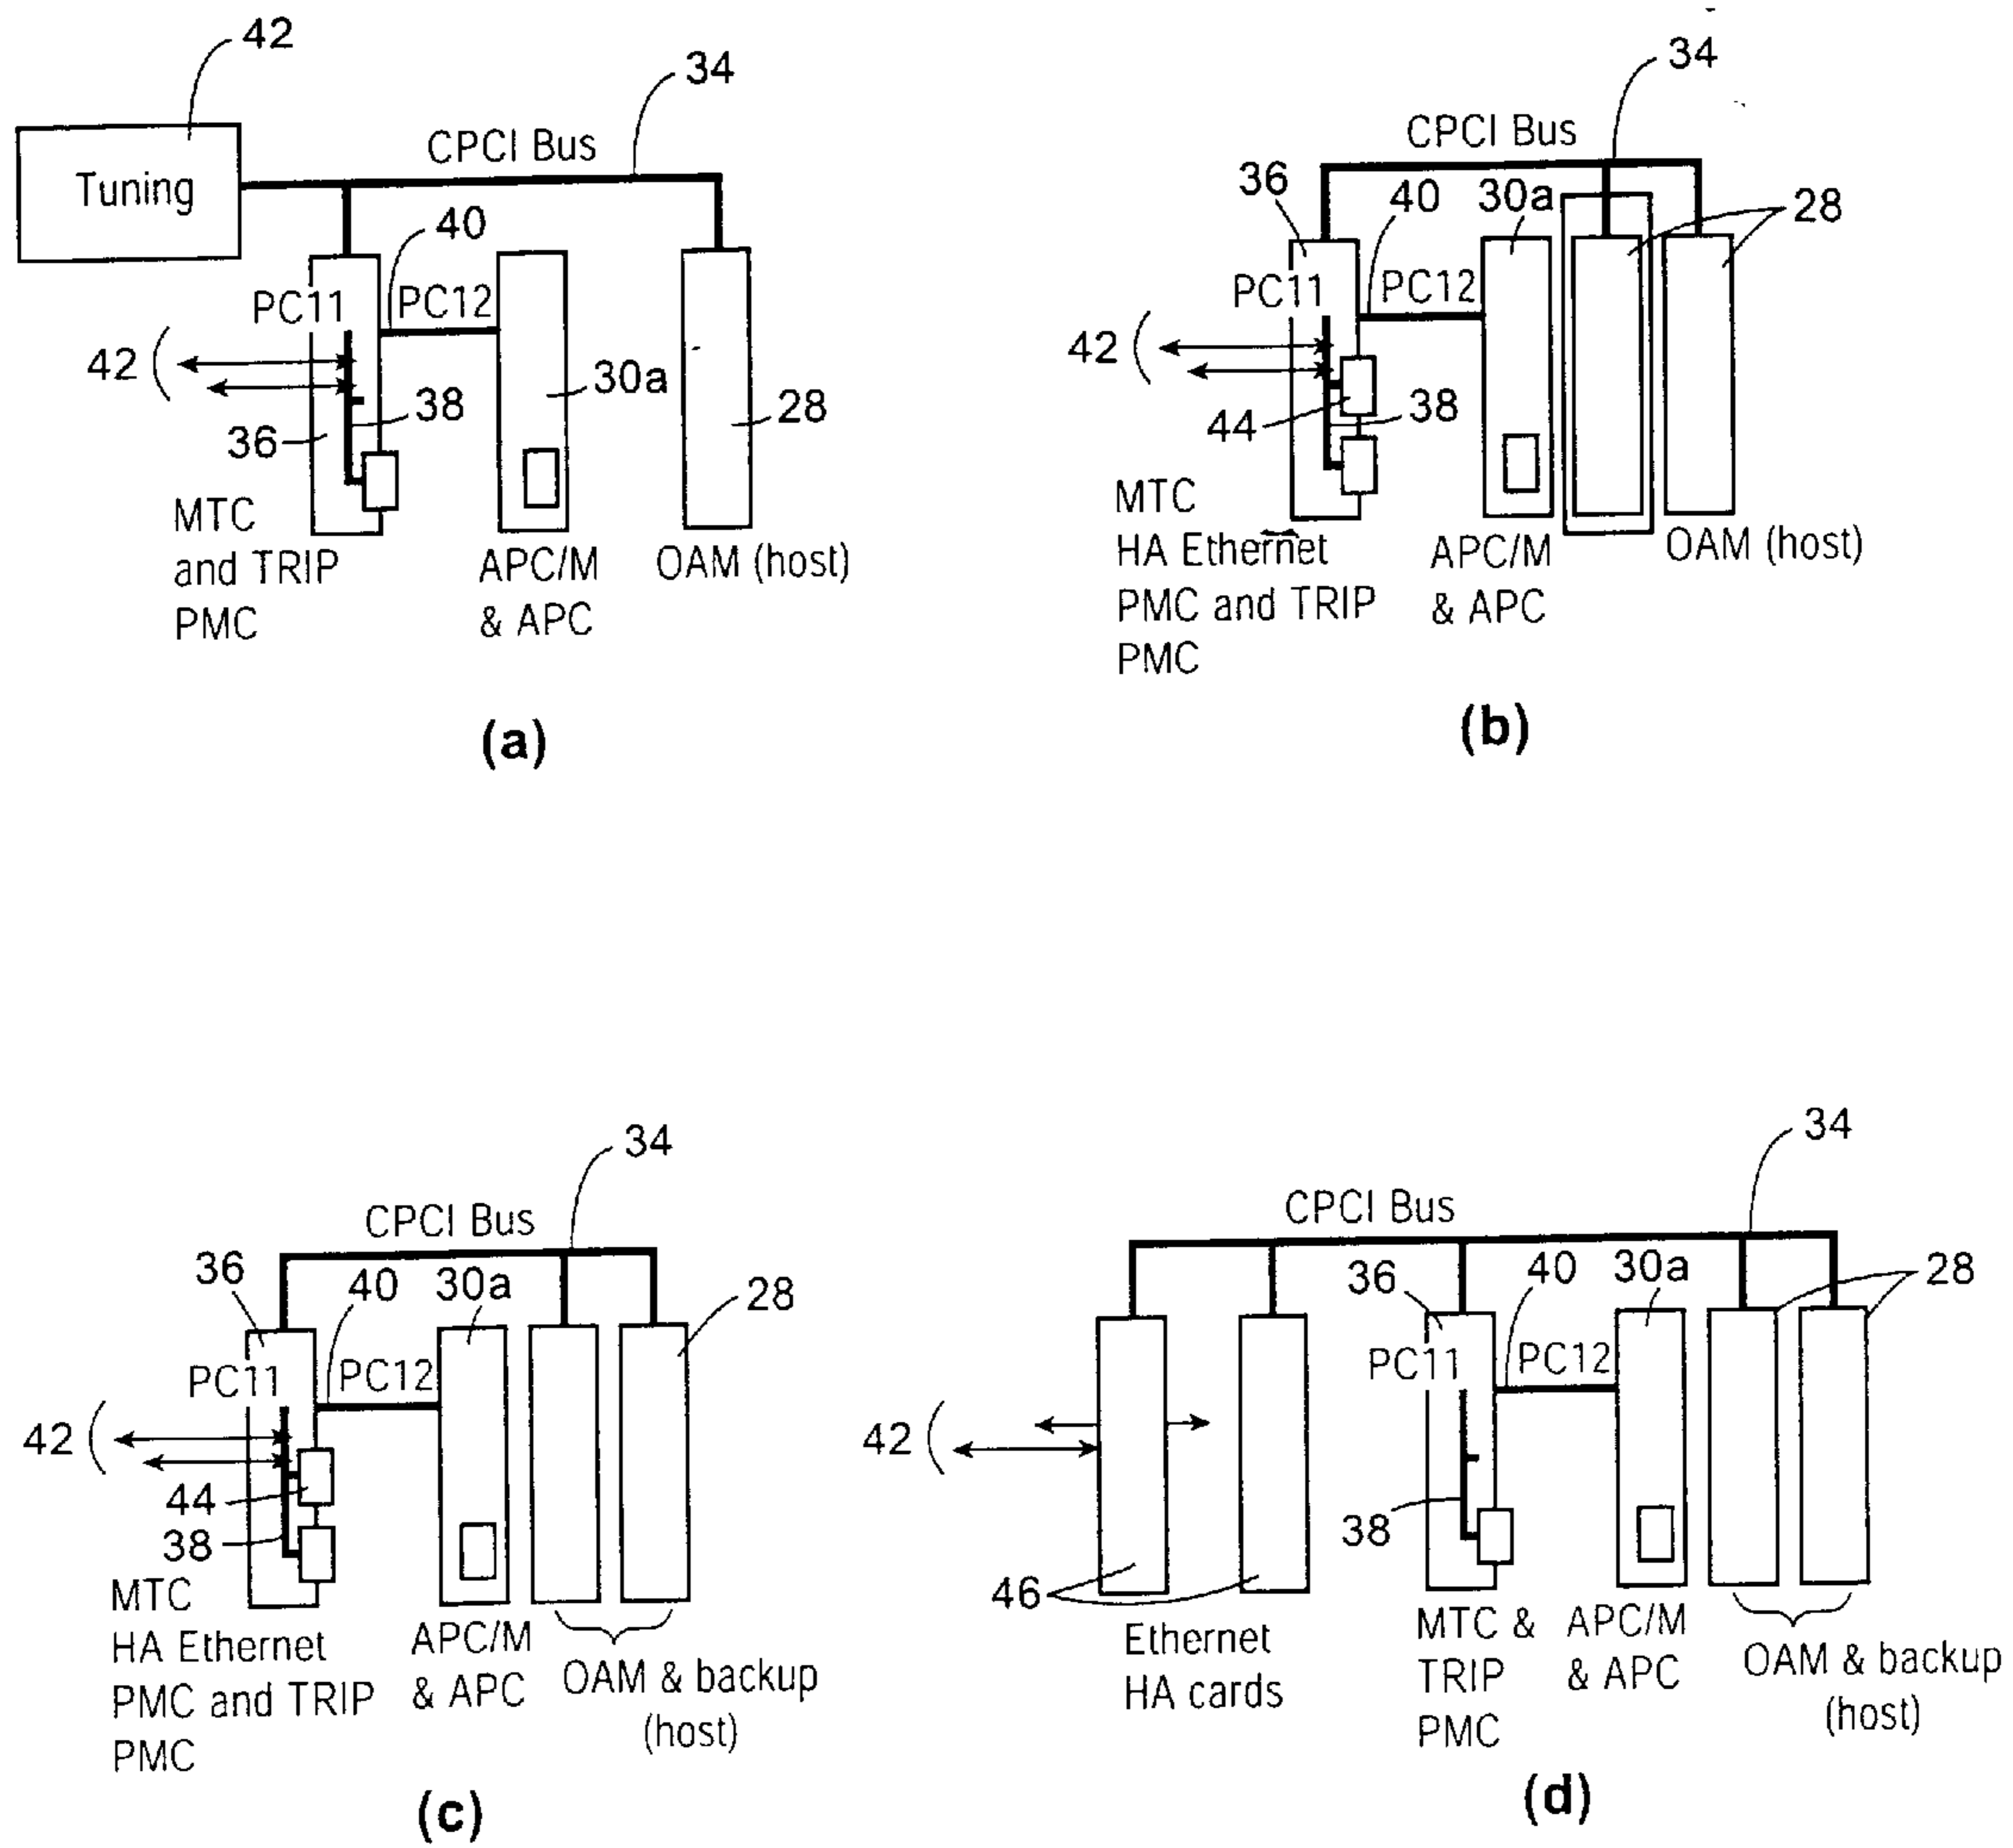 42
34
CPCI Bus
Tuning
40
PC11
PC12
42
30a
38
28
36
MTC
and TRIP
PMC
APC/M
& APC
OAM (host)
(a)
34
CPCI Bus
36
40
30a
28
PC11
PC12
42
44
38
MTC
HA Ethernet
PMC and TRIP
PMC
APC/M
& APC
OAM (host)
(b)
34
CPCI Bus
36
40
30a
28
PC11
PC12
42
44
38
MTC
HA Ethernet
PMC and TRIP
PMC
APC/M
& APC
OAM & backup
(host)
(c)
34
CPCI Bus
36
40
30a
28
PC11
PC12
42
38
46
Ethernet
HA cards
MTC &
TRIP
PMC
APC/M
& APC
OAM & backup
(host)
(d)